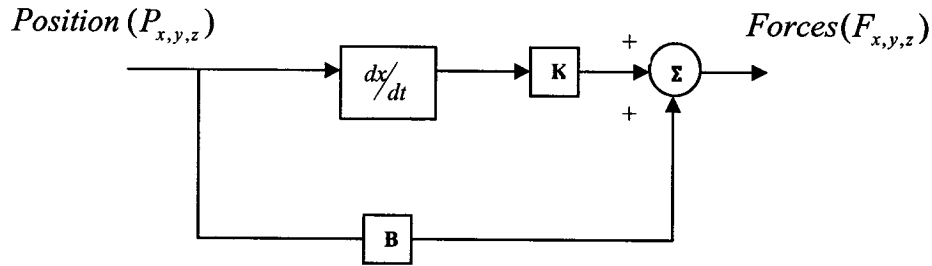 Position (P_{x,y,z})
Forces(F_{x,y,z})
dx/dt
K
+
Σ
+
B